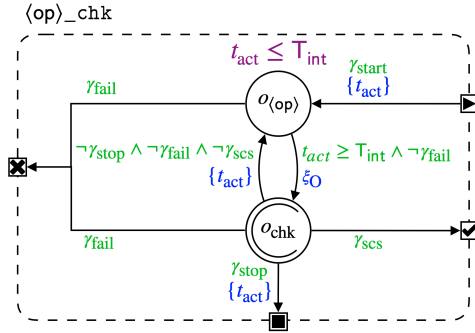 ⟨op⟩_chk
t_act ≤ T_int
γ_start
{t_act}
γ_fail
o_⟨op⟩
¬γ_stop ∧ ¬γ_fail ∧ ¬γ_scs
{t_act}
t_act ≥ T_int ∧ ¬γ_fail
ξ_O
o_chk
γ_fail
γ_scs
γ_stop
{t_act}